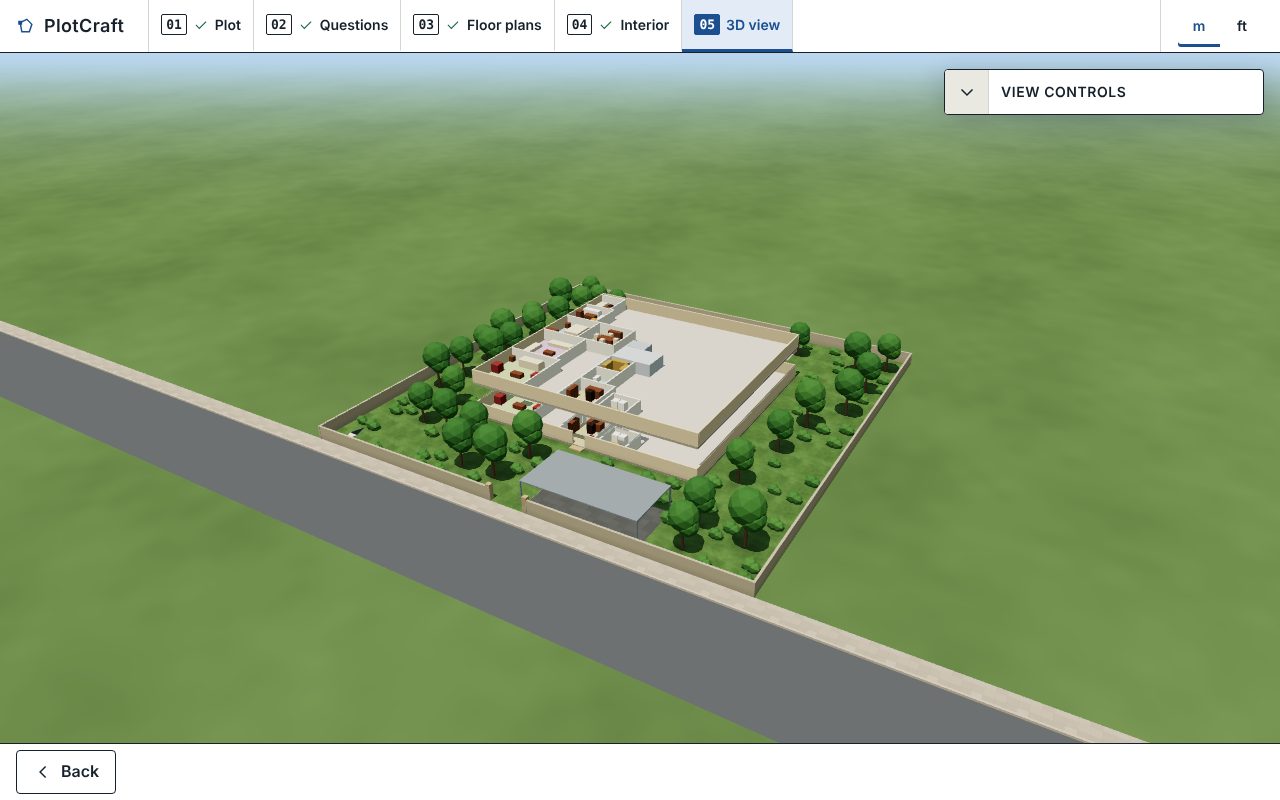 PlotCraft
01 Plot
02 Questions
03 Floor plans
04 Interior
05 3D view
m
ft
VIEW CONTROLS
Back